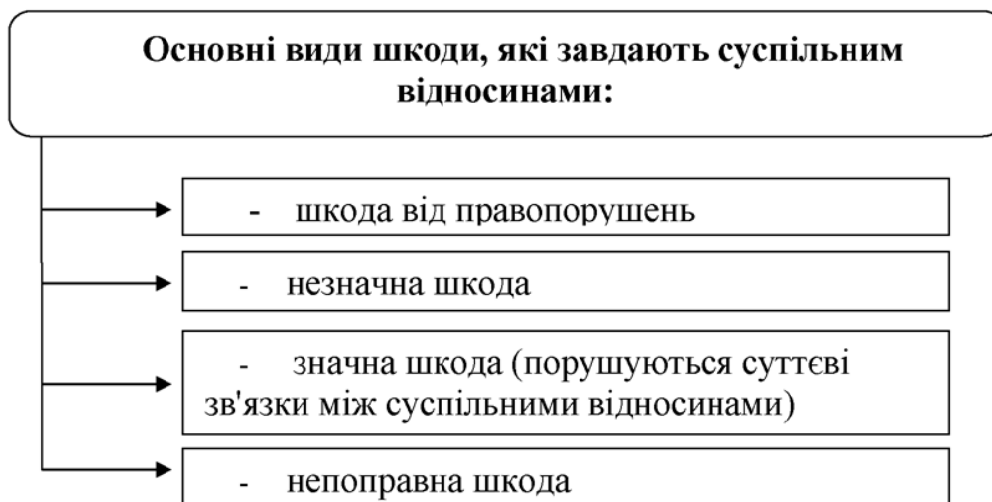 Основні види шкоди, які завдають суспільним
відносинами:
- шкода від правопорушень
- незначна шкода
- значна шкода (порушуються суттєві
зв'язки між суспільними відносинами)
- непоправна шкода